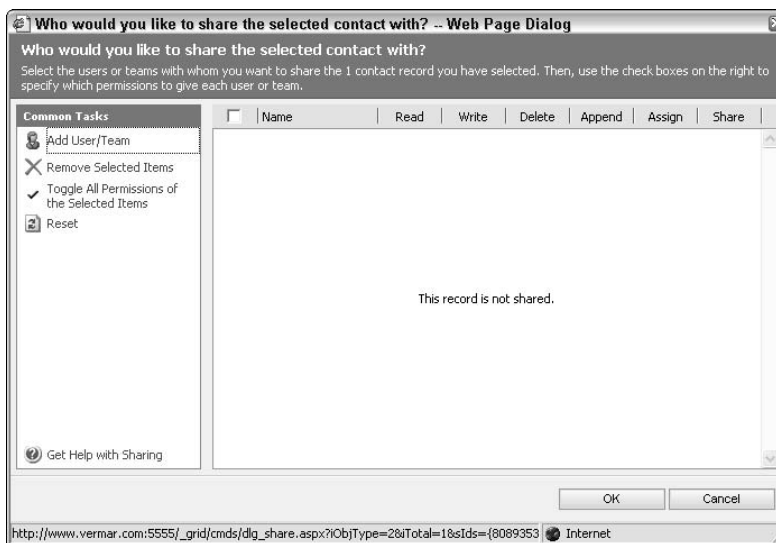 Who would you like to share the selected contact with? -- Web Page Dialog
Who would you like to share the selected contact with?
Select the users or teams with whom you want to share the 1 contact record you have selected. Then, use the check boxes on the right to
specify which permissions to give each user or team.
Common Tasks
Add User/Team
Remove Selected Items
Toggle All Permissions of
the Selected Items
Reset
Get Help with Sharing
Name Read Write Delete Append Assign Share
This record is not shared.
OK Cancel
http://www.vermar.com:5555/_grid/cmds/dlg_share.aspx?iObjType=2&iTotal=1&sIds={8089353 Internet